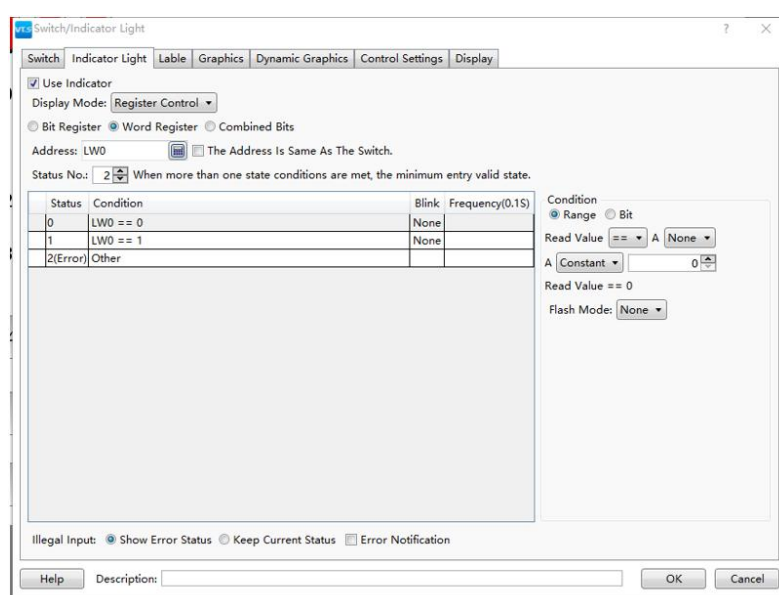 VES Switch/Indicator Light ?
Switch Indicator Light Lable Graphics Dynamic Graphics Control Settings Display
Use Indicator
Display Mode: Register Control
Bit Register Word Register Combined Bits
Address: LW0 The Address Is Same As The Switch.
Status No.: 2 When more than one state conditions are met, the minimum entry valid state.
Status Condition Blink Frequency(0.1S)
0 LW0 == 0 None
1 LW0 == 1 None
2(Error) Other
Condition
Range Bit
Read Value == A None
A Constant 0
Read Value == 0
Flash Mode: None
Illegal Input: Show Error Status Keep Current Status Error Notification
Help Description: OK Cancel